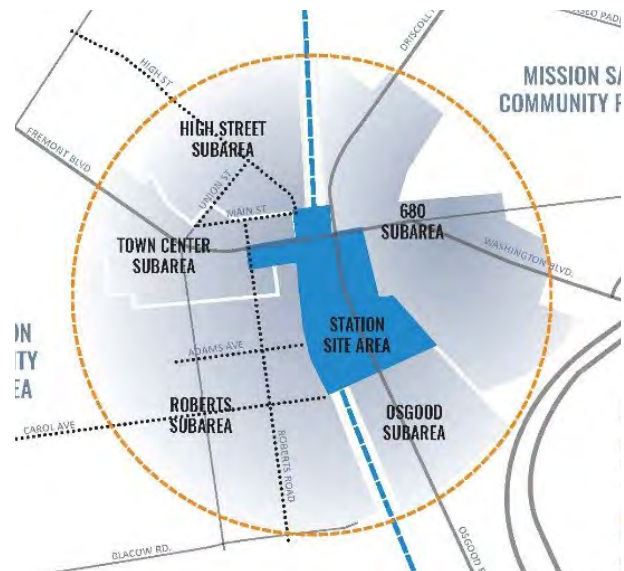 DRISCOLL
HIGH ST
MISSION SA
COMMUNITY P
HIGH STREET
SUBAREA
FREMONT BLVD
UNION ST
MAIN ST
680
SUBAREA
TOWN CENTER
SUBAREA
WASHINGTON BLVD.
ON
ITY
EA
STATION
SITE AREA
ADAMS AVE
ROBERTS
SUBAREA
OSGOOD
SUBAREA
CAROL AVE
ROBERTS ROAD
BLACOW RD.
OSGOOD R